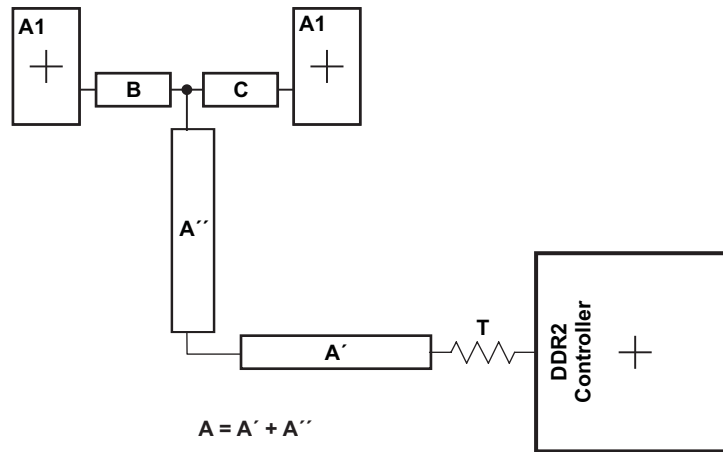 A1
A1
B
C
A´´
T
A´
DDR2
Controller
A = A´ + A´´